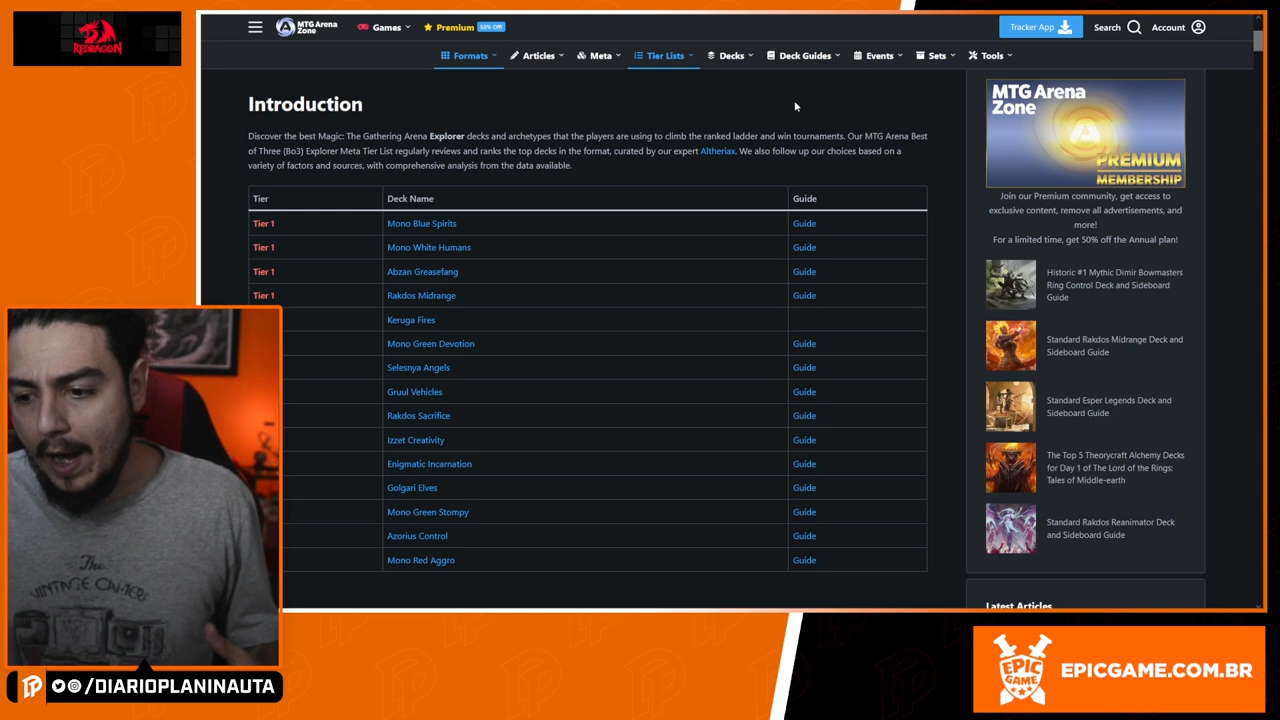 REDRAGON
MTG Arena
Zone
Games
Premium
50% Off!
Tracker App
Search
Account
Formats
Articles
Meta
Tier Lists
Decks
Deck Guides
Events
Sets
Tools
Introduction
Discover the best Magic: The Gathering Arena Explorer decks and archetypes that the players are using to climb the ranked ladder and win tournaments. Our MTG Arena Best
of Three (Bo3) Explorer Meta Tier List regularly reviews and ranks the top decks in the format, curated by our expert Altheriax. We also follow up our choices based on a
variety of factors and sources, with comprehensive analysis from the data available.
Tier Deck Name Guide
Tier 1 Mono Blue Spirits Guide
Tier 1 Mono White Humans Guide
Tier 1 Abzan Greasefang Guide
Tier 1 Rakdos Midrange Guide
Keruga Fires
Mono Green Devotion Guide
Selesnya Angels Guide
Gruul Vehicles Guide
Rakdos Sacrifice Guide
Izzet Creativity Guide
Enigmatic Incarnation Guide
Golgari Elves Guide
Mono Green Stompy Guide
Azorius Control Guide
Mono Red Aggro Guide
MTG Arena
Zone
PREMIUM
MEMBERSHIP
Join our Premium community, get access to
exclusive content, remove all advertisements, and
more!
For a limited time, get 50% off the Annual plan!
Historic #1 Mythic Dimir Bowmasters
Ring Control Deck and Sideboard
Guide
Standard Rakdos Midrange Deck and
Sideboard Guide
Standard Esper Legends Deck and
Sideboard Guide
The Top 5 Theorycraft Alchemy Decks
for Day 1 of The Lord of the Rings:
Tales of Middle-earth
Standard Rakdos Reanimator Deck
and Sideboard Guide
Latest Articles
The
VINTAGE CAMERA
/DIARIOPLANINAUTA
EPIC
GAME
EPICGAME.COM.BR